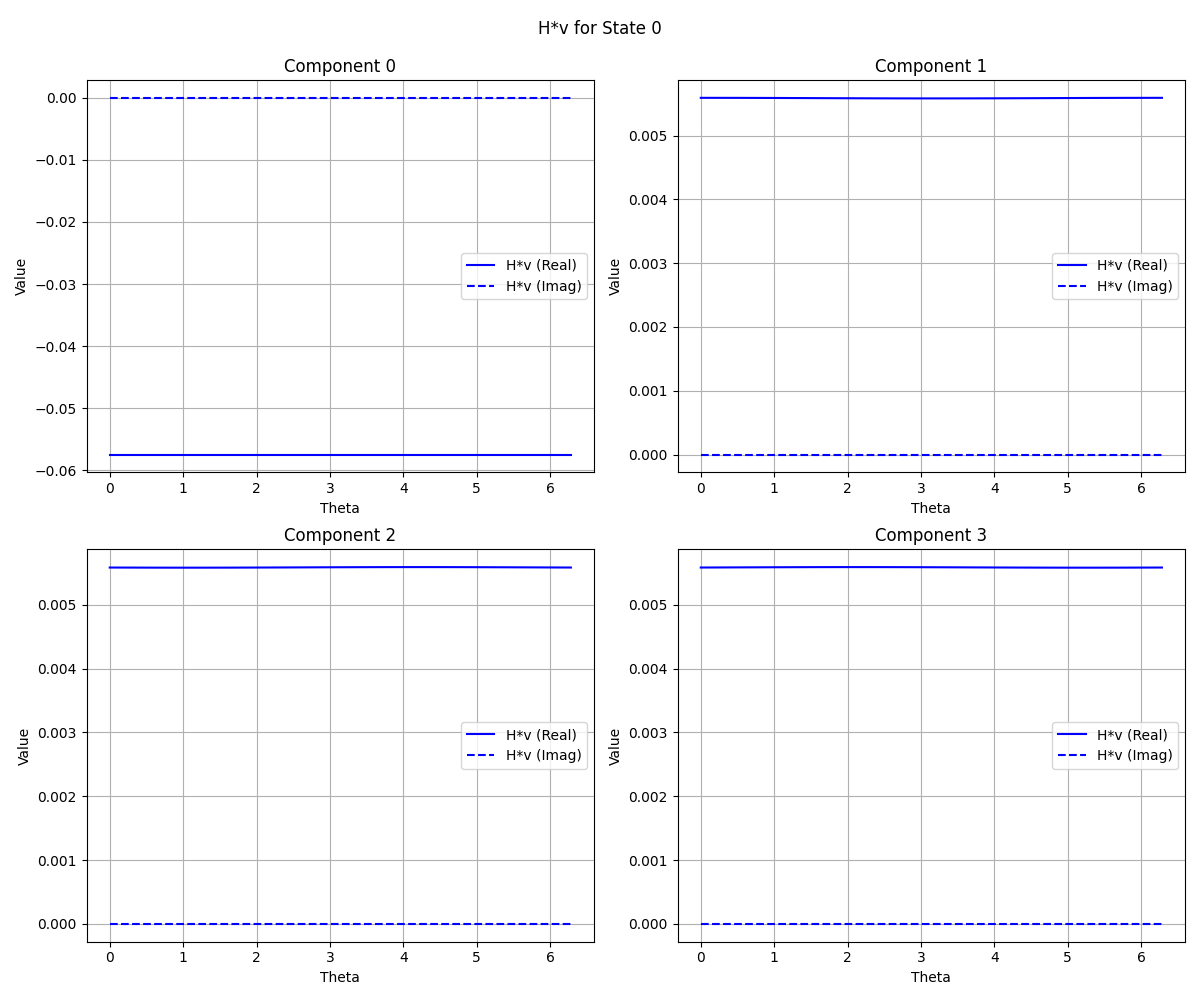 H*v for State 0
Component 0
0.00
−0.01
−0.02
−0.03
−0.04
−0.05
−0.06
Value
H*v (Real)
H*v (Imag)
0 1 2 3 4 5 6
Theta
Component 1
0.005
0.004
0.003
0.002
0.001
0.000
Value
H*v (Real)
H*v (Imag)
0 1 2 3 4 5 6
Theta
Component 2
0.005
0.004
0.003
0.002
0.001
0.000
Value
H*v (Real)
H*v (Imag)
0 1 2 3 4 5 6
Theta
Component 3
0.005
0.004
0.003
0.002
0.001
0.000
Value
H*v (Real)
H*v (Imag)
0 1 2 3 4 5 6
Theta